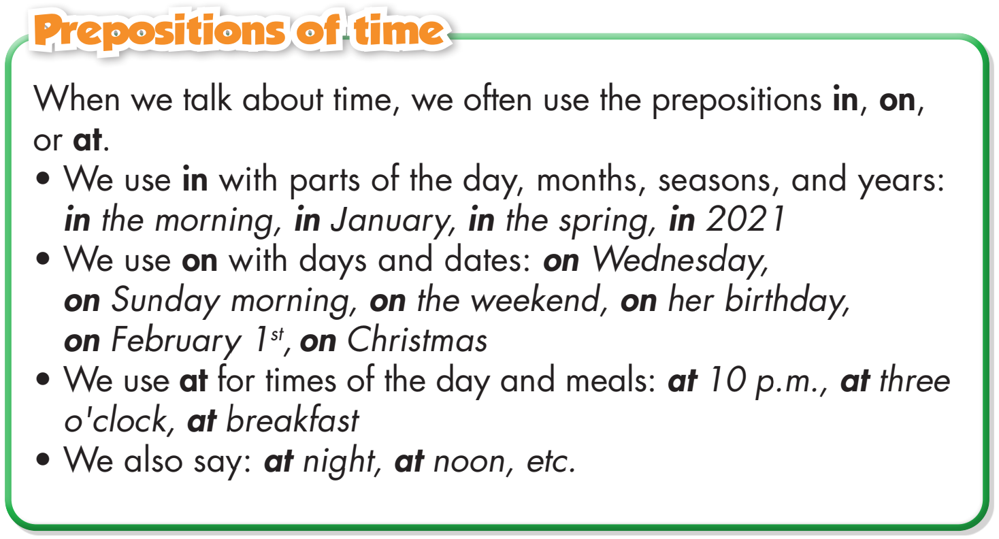 Prepositions of time
When we talk about time, we often use the prepositions in, on,
or at.
• We use in with parts of the day, months, seasons, and years:
in the morning, in January, in the spring, in 2021
• We use on with days and dates: on Wednesday,
on Sunday morning, on the weekend, on her birthday,
on February 1st, on Christmas
• We use at for times of the day and meals: at 10 p.m., at three
o'clock, at breakfast
• We also say: at night, at noon, etc.